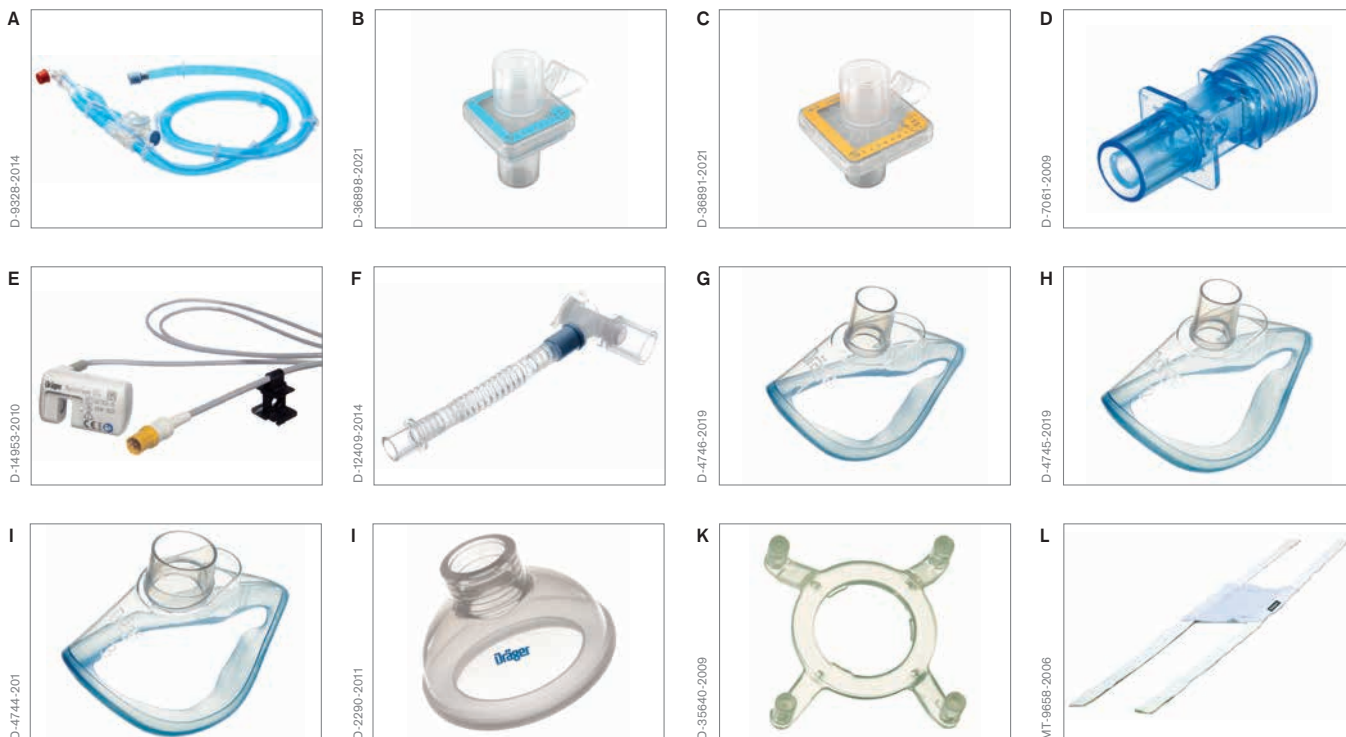 A
D-9328-2014
B
D-36898-2021
C
D-36891-2021
D
D-7061-2009
E
D-14953-2010
Dräger
F
D-12409-2014
G
D-4746-2019
H
D-4745-2019
I
D-4744-201
I
D-2290-2011
Dräger
K
D-35640-2009
L
MT-9658-2006